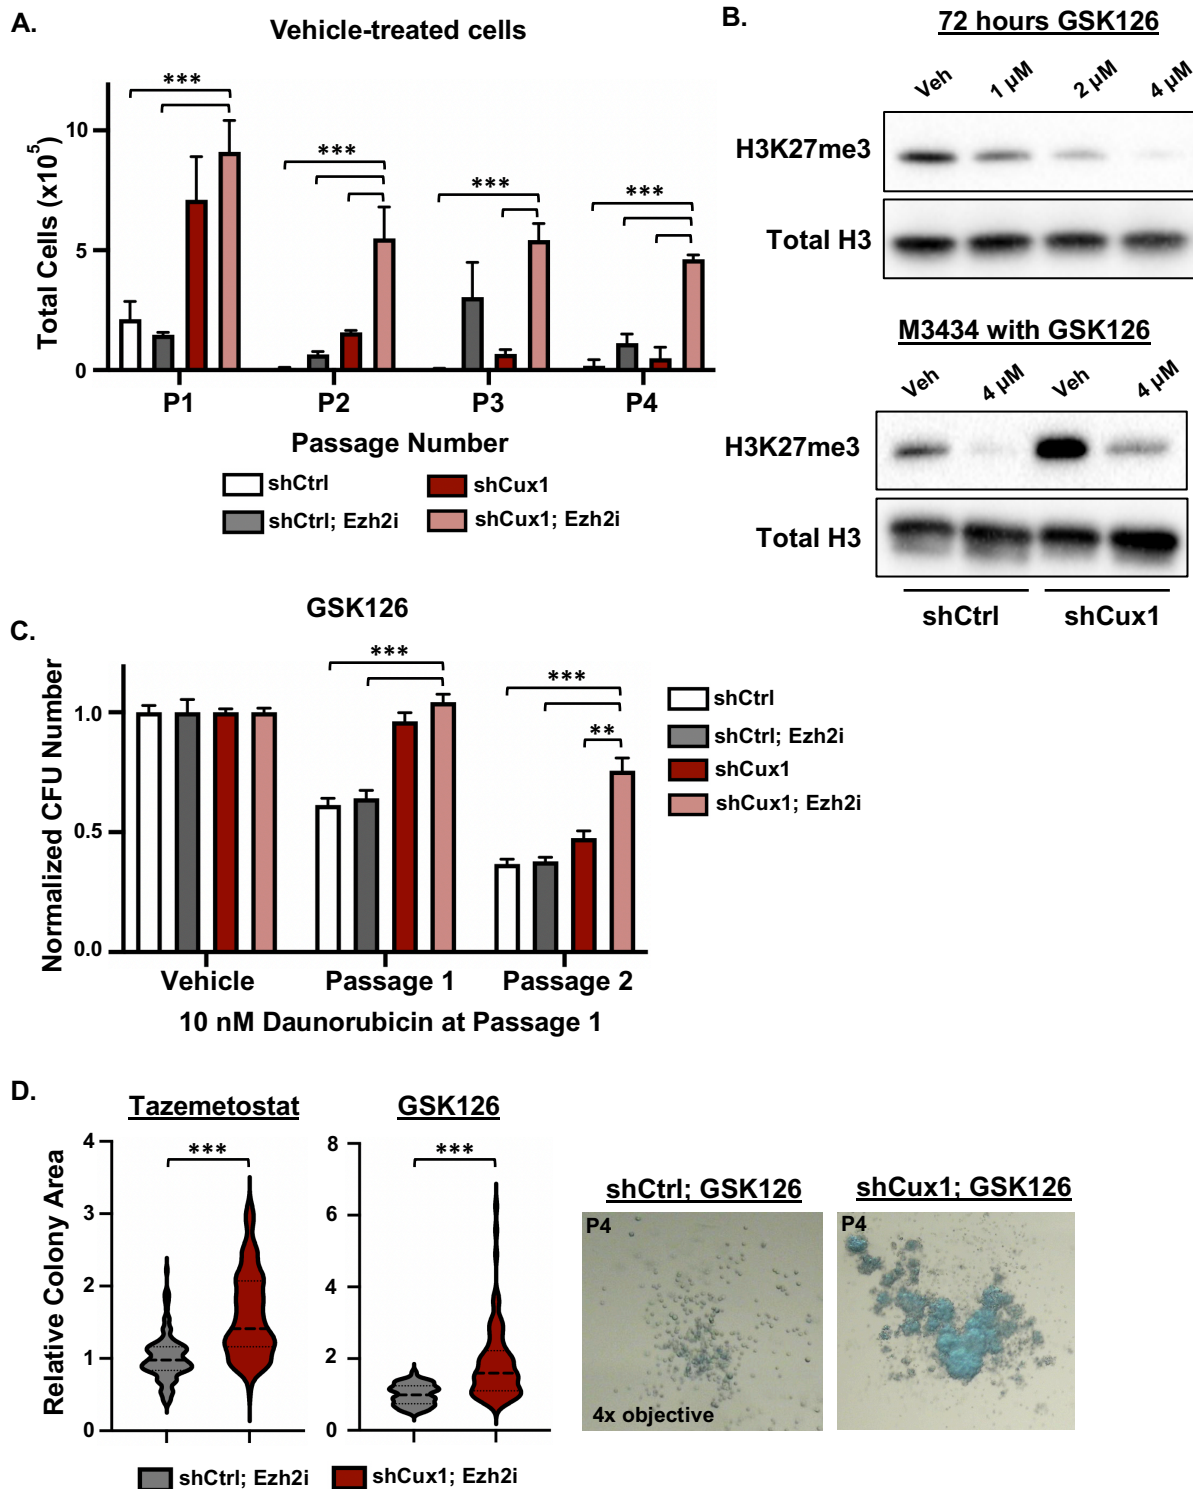 A.
Vehicle-treated cells
Total Cells (x10⁵)
10
5
0
***
***
***
***
P1 P2 P3 P4
Passage Number
shCtrl
shCux1
shCtrl; Ezh2i
shCux1; Ezh2i
B.
72 hours GSK126
Veh 1 µM 2 µM 4 µM
H3K27me3
Total H3
M3434 with GSK126
Veh 4 µM Veh 4 µM
H3K27me3
Total H3
shCtrl shCux1
C.
GSK126
Normalized CFU Number
1.0
0.5
0.0
***
***
**
Vehicle Passage 1 Passage 2
10 nM Daunorubicin at Passage 1
shCtrl
shCtrl; Ezh2i
shCux1
shCux1; Ezh2i
D.
Tazemetostat
Relative Colony Area
4
3
2
1
0
***
GSK126
8
6
4
2
0
***
shCtrl; Ezh2i
shCux1; Ezh2i
shCtrl; GSK126
P4
4x objective
shCux1; GSK126
P4